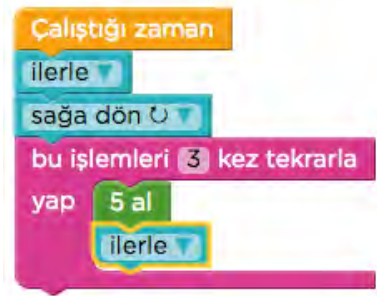 Çalıştığı zaman
ilerle
sağa dön ↻
bu işlemleri 3 kez tekrarla
yap 5 al
ilerle